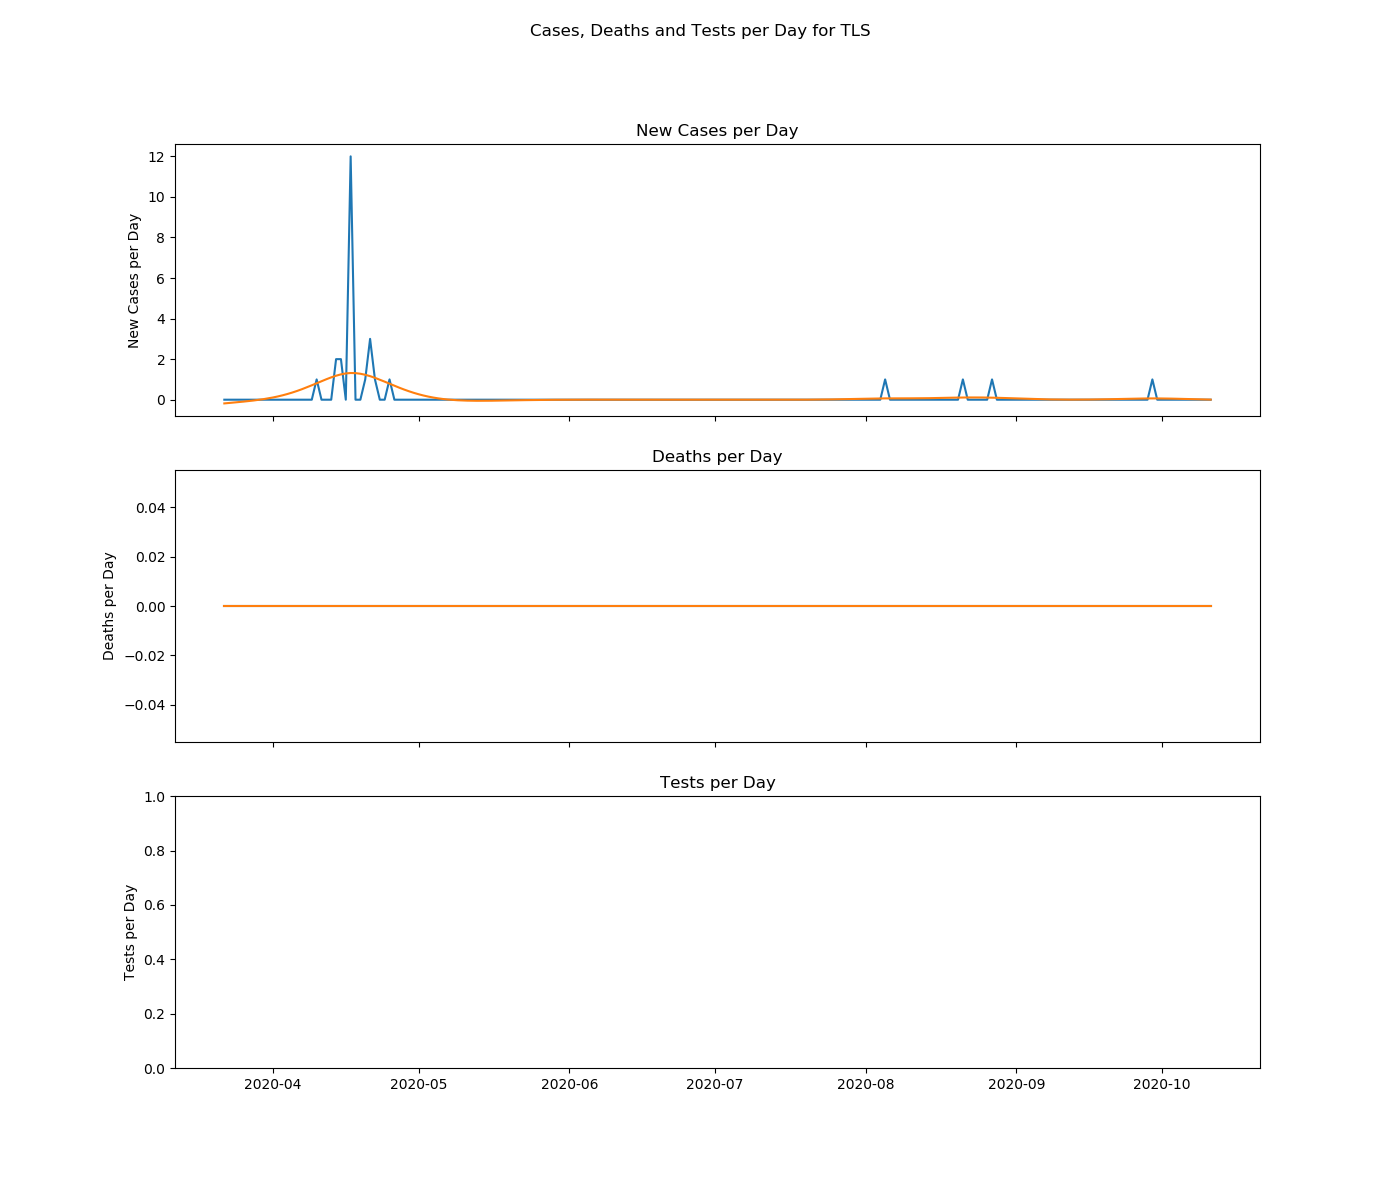 Cases, Deaths and Tests per Day for TLS
New Cases per Day
12
10
8
6
4
2
0
New Cases per Day
Deaths per Day
0.04
0.02
0.00
−0.02
−0.04
Deaths per Day
Tests per Day
1.0
0.8
0.6
0.4
0.2
0.0
Tests per Day
2020-04 2020-05 2020-06 2020-07 2020-08 2020-09 2020-10